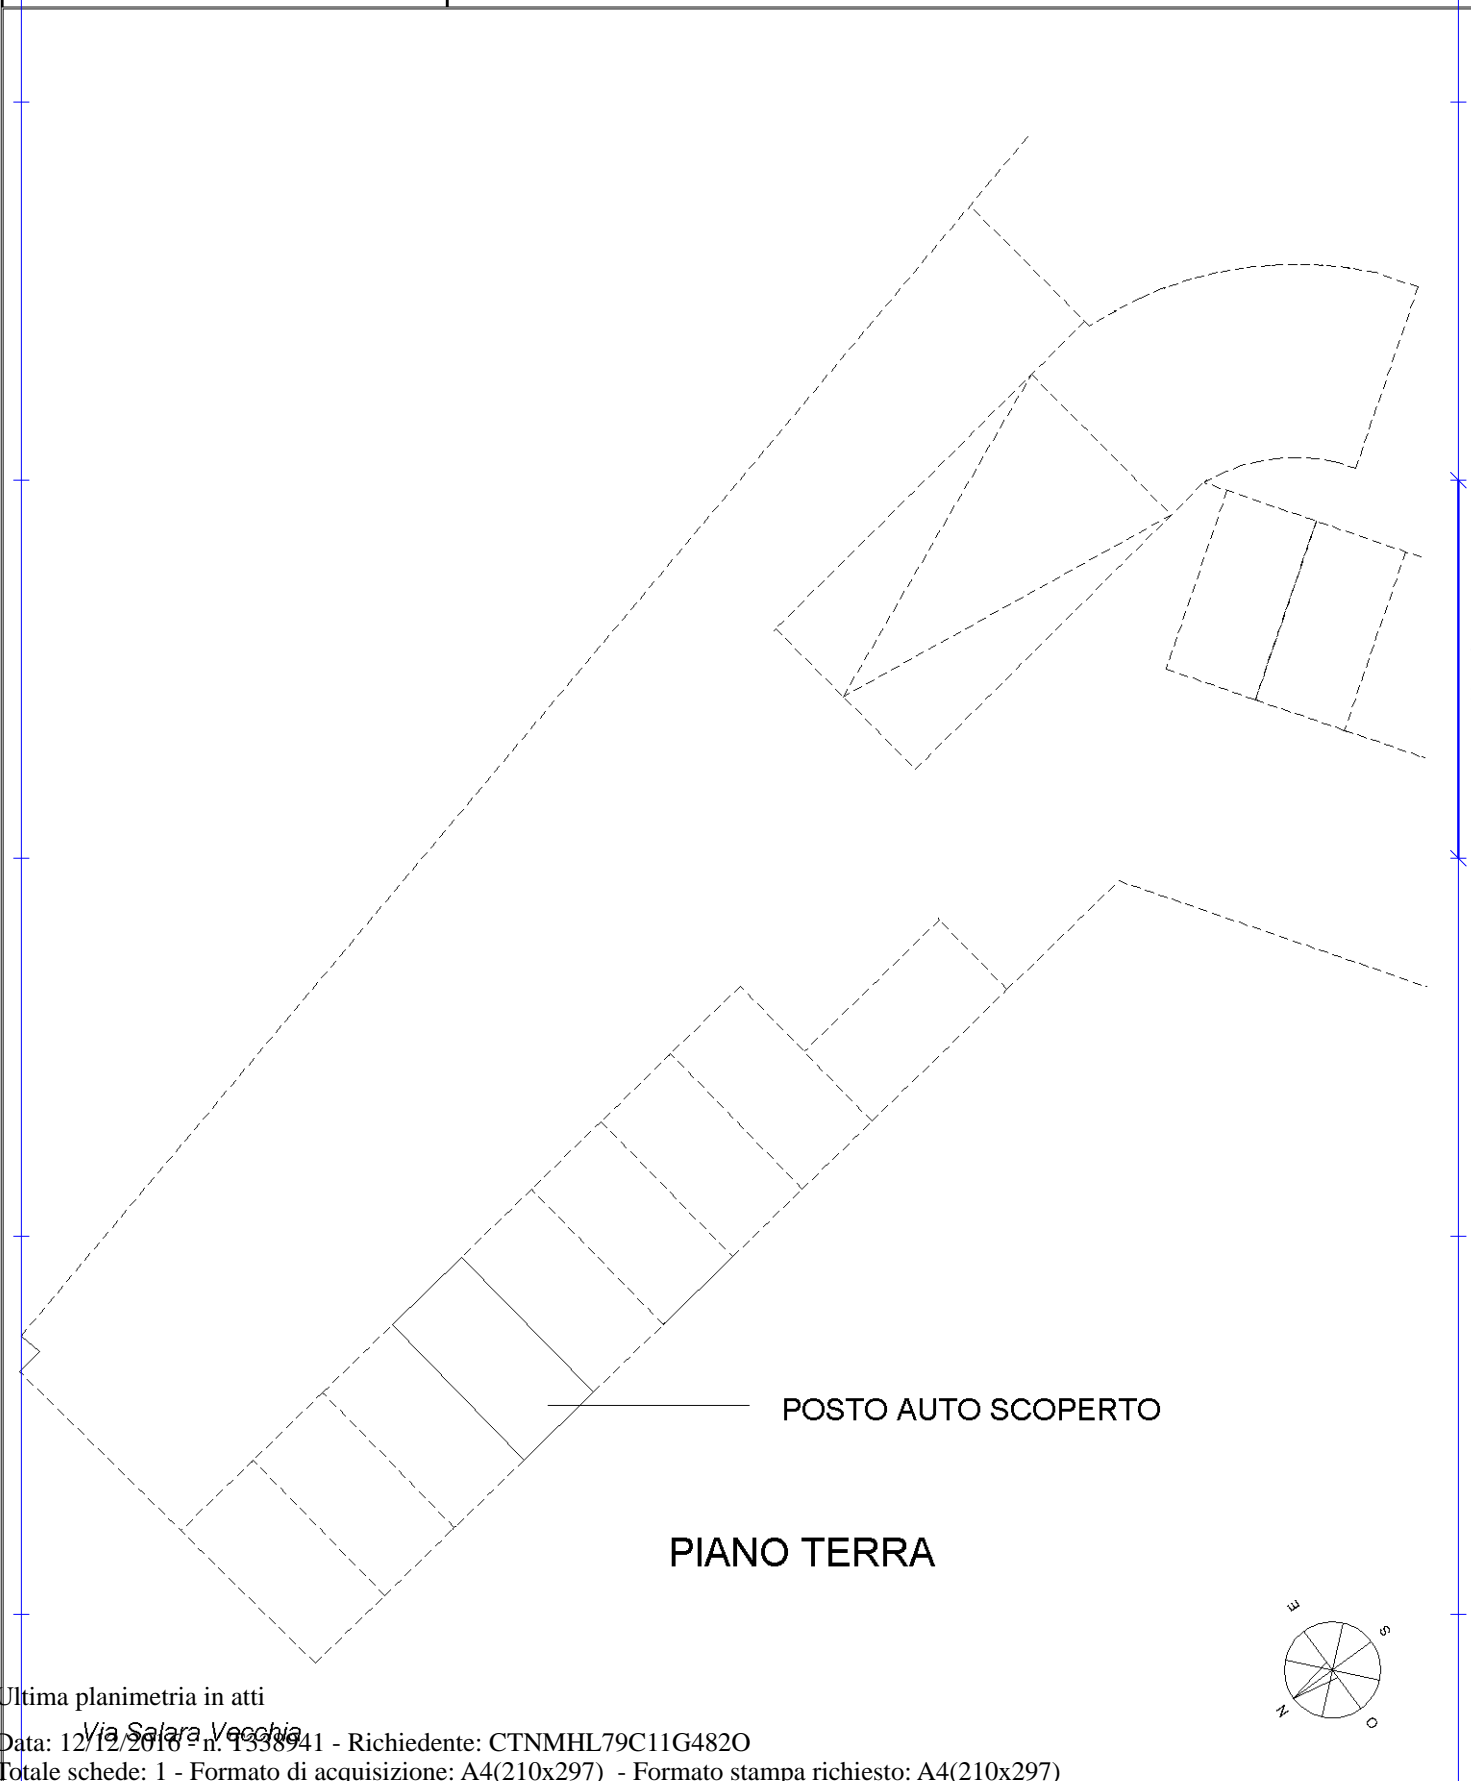 POSTO AUTO SCOPERTO
PIANO TERRA
E
S
N
O
Ultima planimetria in atti
Via Salara Vecchia
Data: 12/12/2016 - n. T338941 - Richiedente: CTNMHL79C11G482O
Totale schede: 1 - Formato di acquisizione: A4(210x297) - Formato stampa richiesto: A4(210x297)